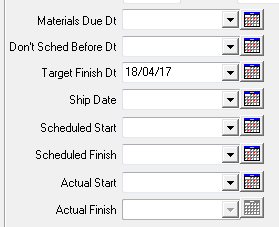 Materials Due Dt
Don't Sched Before Dt
Target Finish Dt 18/04/17
Ship Date
Scheduled Start
Scheduled Finish
Actual Start
Actual Finish